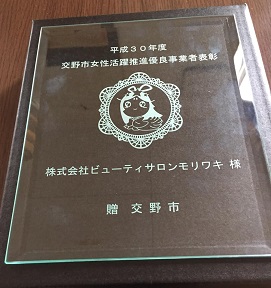 平成30年度
交野市女性活躍推進優良事業者表彰
株式会社ビューティサロンモリワキ 様
贈 交野市